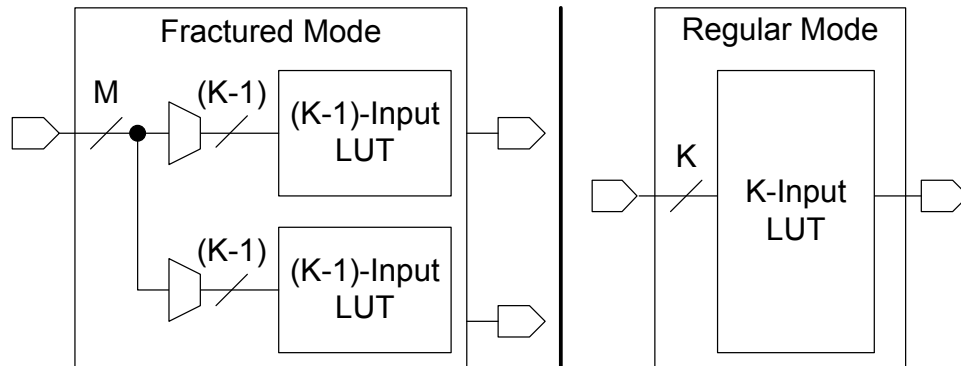 Fractured Mode
M
(K-1)
(K-1)-Input
LUT
(K-1)
(K-1)-Input
LUT
Regular Mode
K
K-Input
LUT